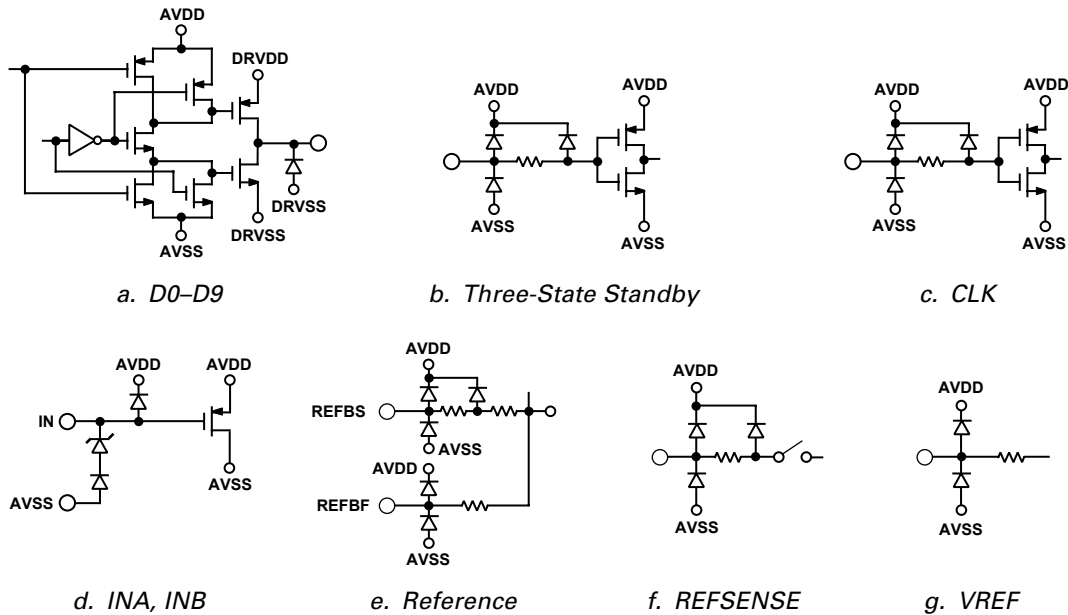 AVDD
DRVDD
AVSS
DRVSS
DRVSS
a. D0–D9
AVDD
AVDD
AVSS
AVSS
b. Three-State Standby
AVDD
AVDD
AVSS
AVSS
c. CLK
AVDD
AVDD
IN
AVSS
AVSS
d. INA, INB
AVDD
REFBS
AVSS
AVDD
REFBF
AVSS
e. Reference
AVDD
AVSS
f. REFSENSE
AVDD
AVSS
g. VREF